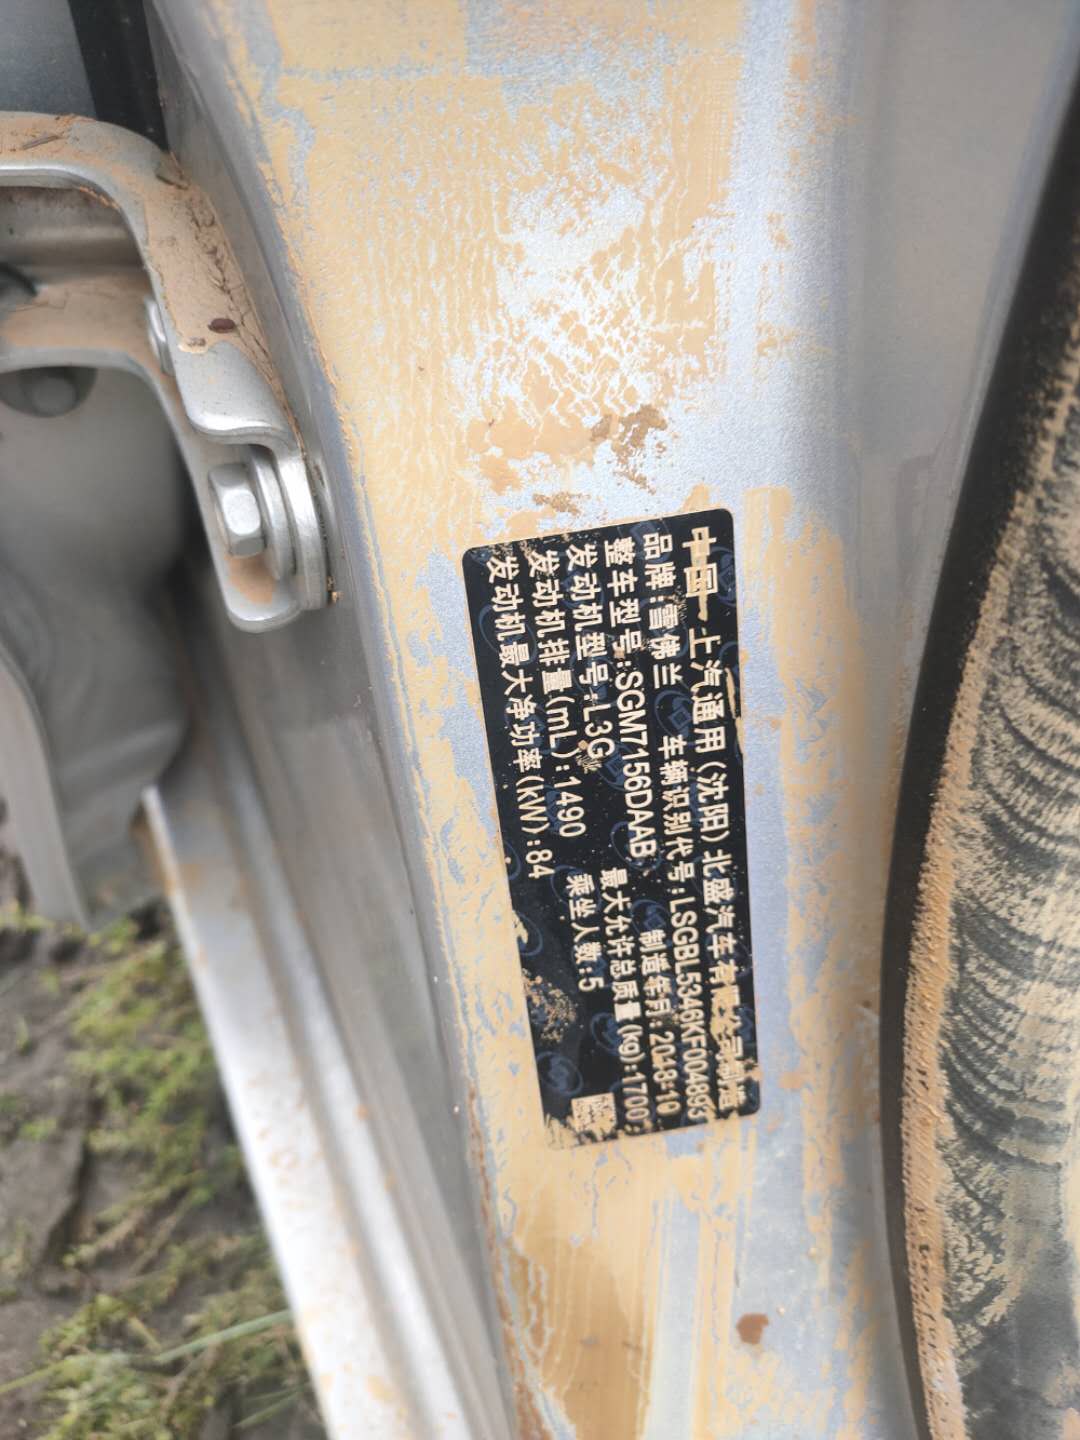 中国 上汽通用(沈阳)北盛汽车有限公司制造
品牌:雪佛兰 车辆识别代号:LSGBL5346KF004893
整车型号:SGM7156DAAB 制造年月:2018-10
发动机型号:L3G 最大允许总质量(kg):1700
发动机排量(mL):1490 乘坐人数:5
发动机最大净功率(kW):84